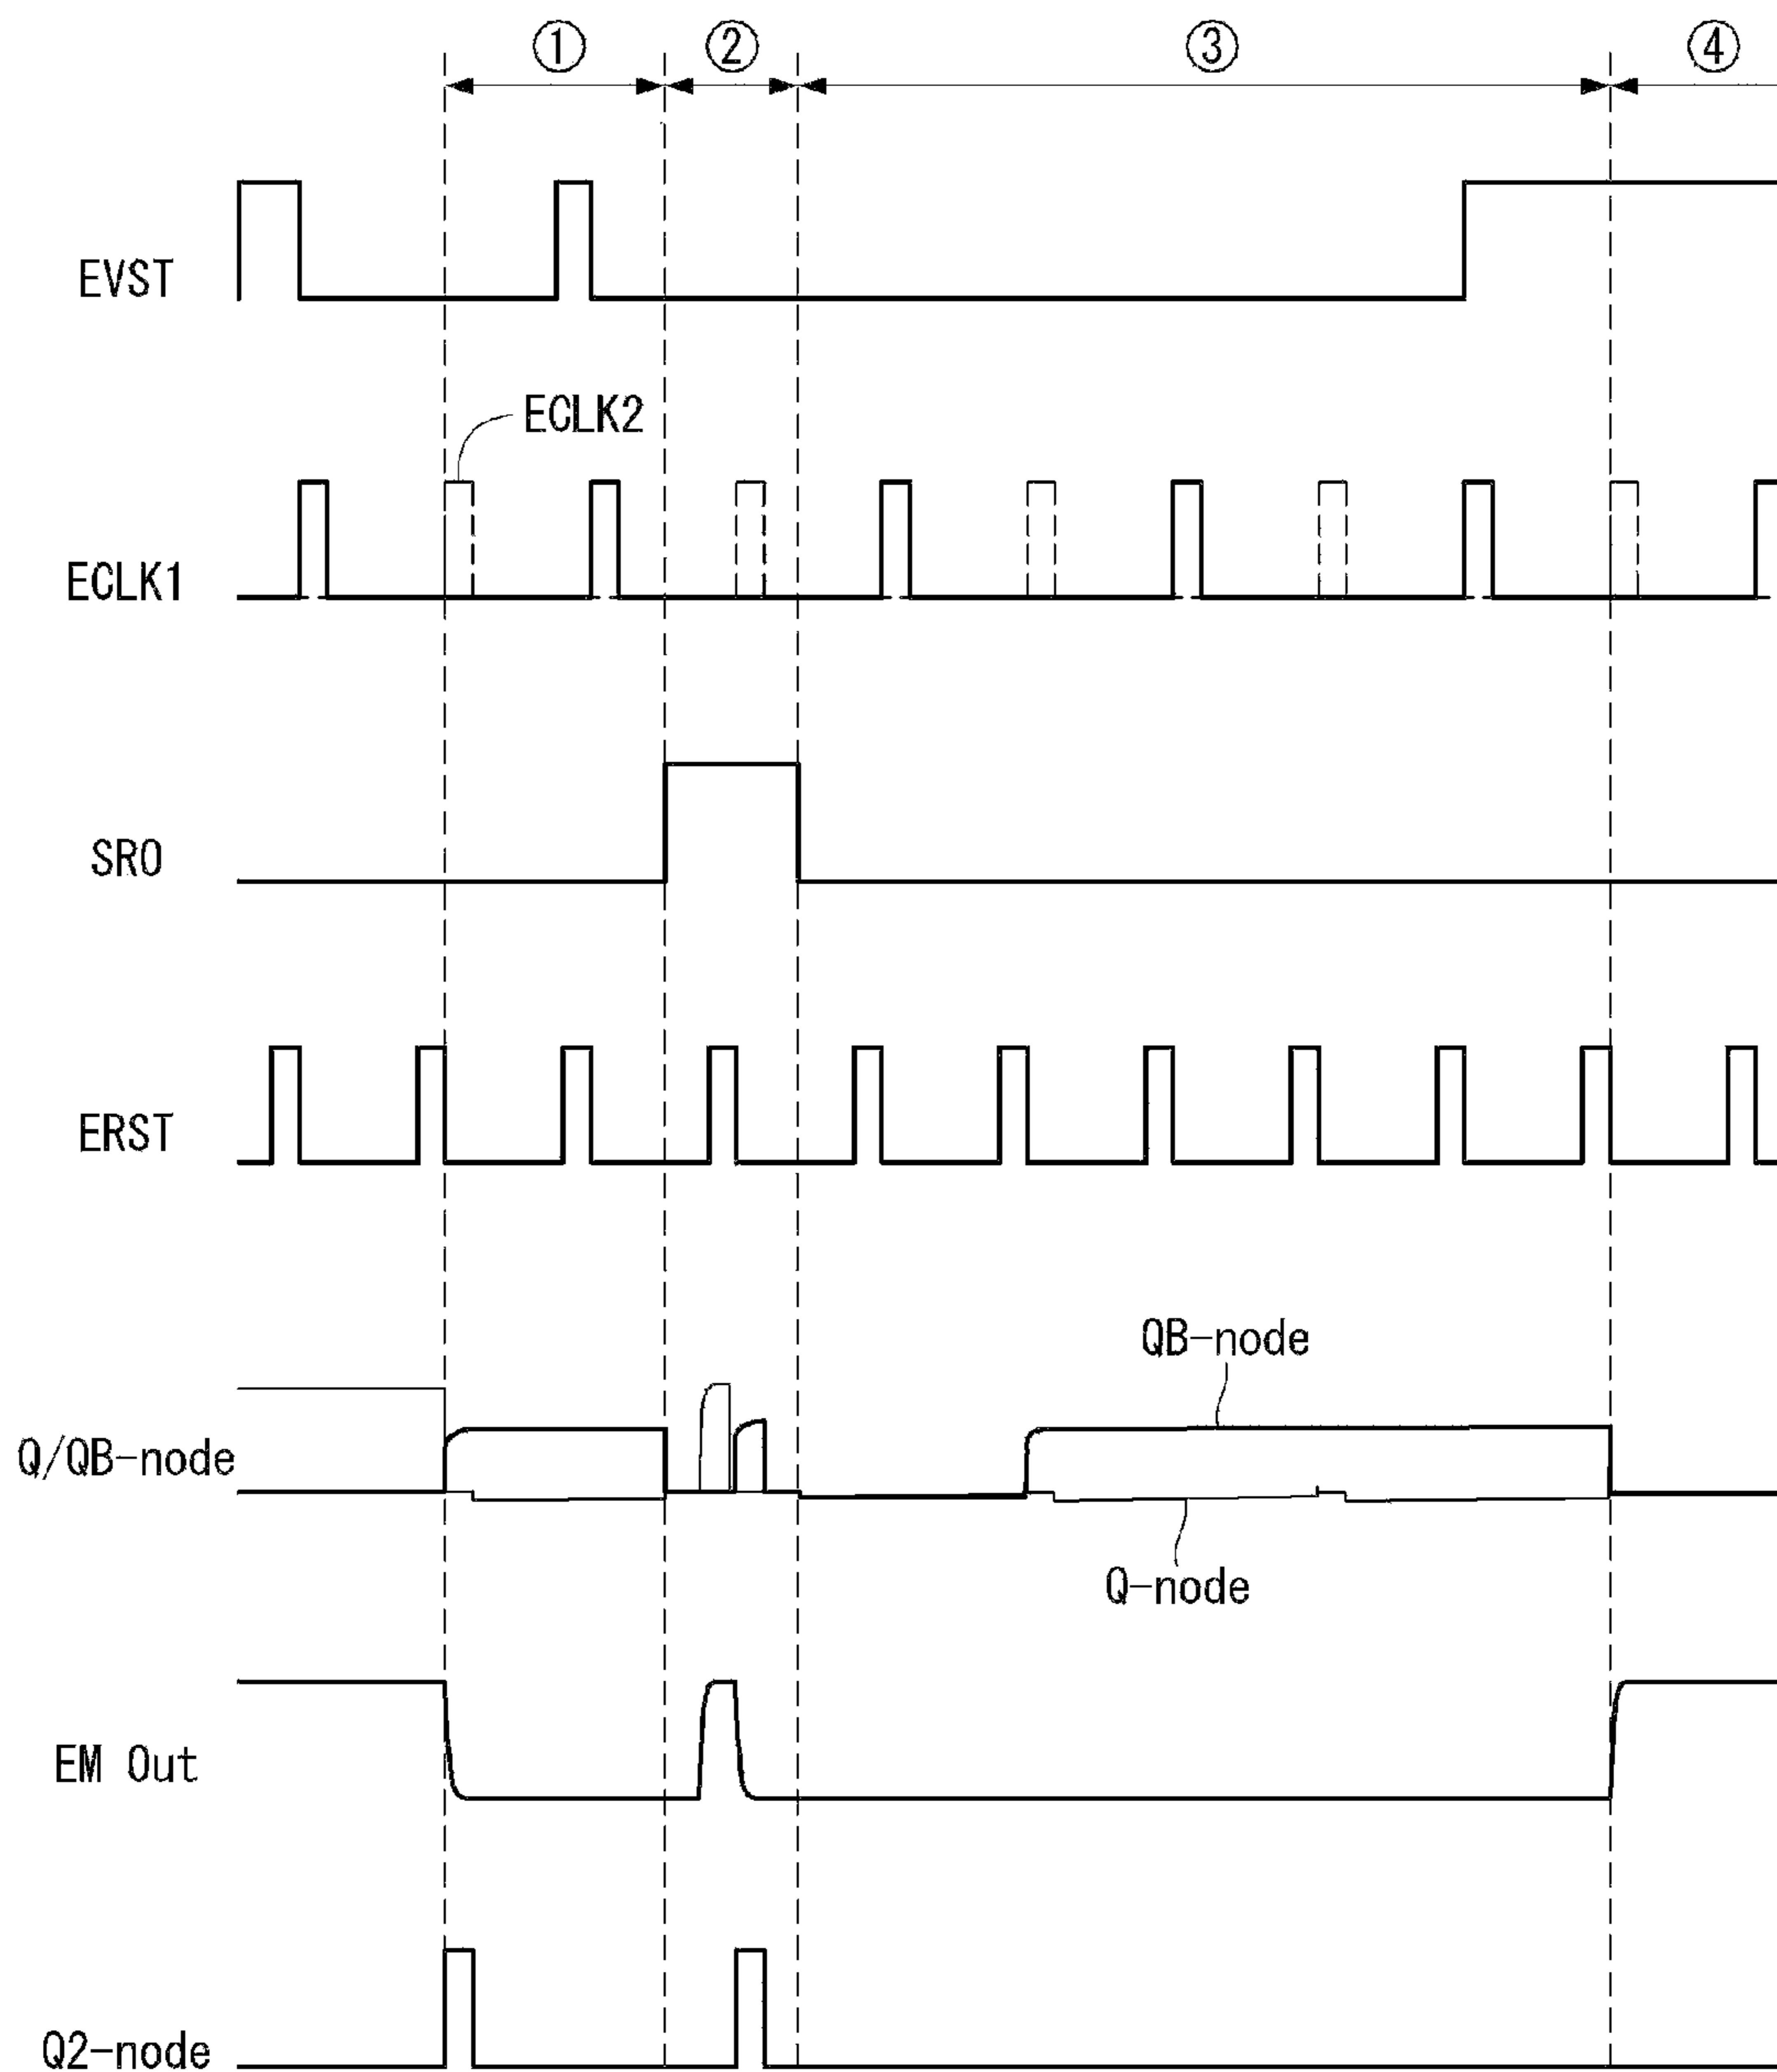 ① ② ③ ④
EVST
ECLK2
ECLK1
SRO
ERST
QB-node
Q/QB-node
Q-node
EM Out
Q2-node